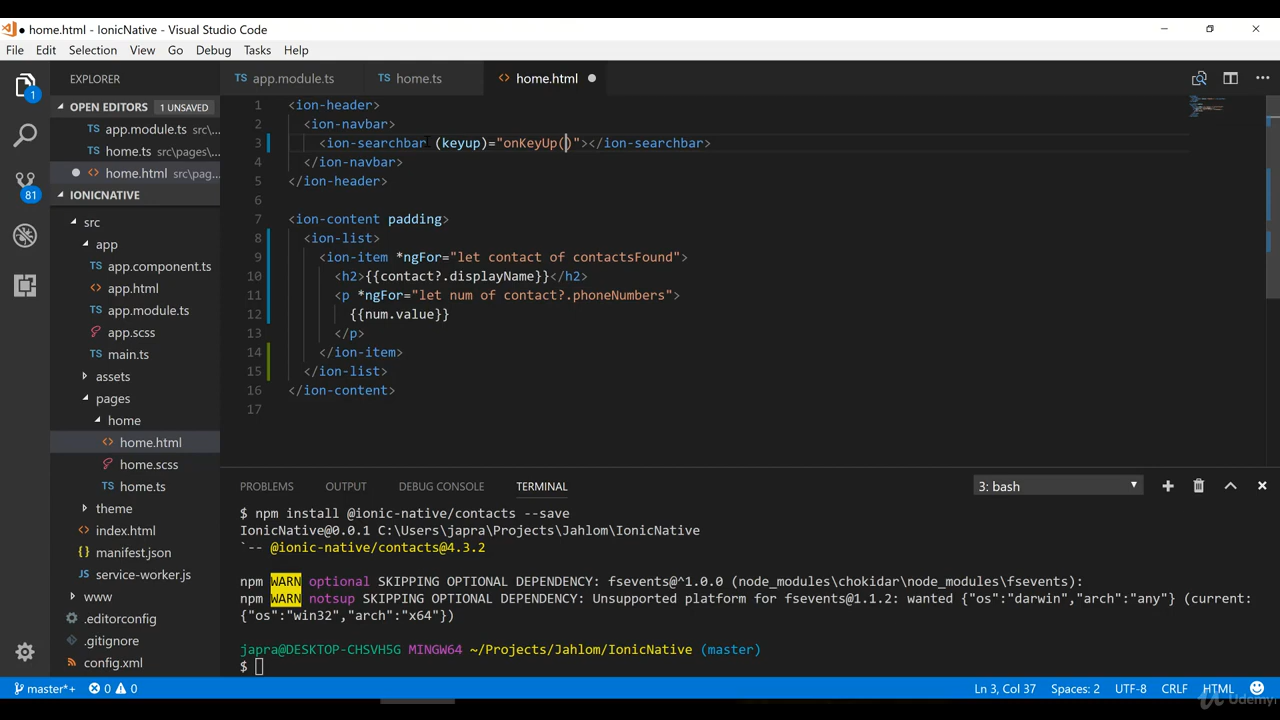 home.html - IonicNative - Visual Studio Code
File Edit Selection View Go Debug Tasks Help
EXPLORER
app.module.ts home.ts home.html
OPEN EDITORS 1 UNSAVED
app.module.ts src\...
home.ts src\pages\...
home.html src\pag...
IONICNATIVE
src
app
app.component.ts
app.html
app.module.ts
app.scss
main.ts
assets
pages
home
home.html
home.scss
home.ts
theme
index.html
manifest.json
service-worker.js
www
.editorconfig
.gitignore
config.xml
1
81
1 <ion-header>
2 <ion-navbar>
3 <ion-searchbar (keyup)="onKeyUp()"></ion-searchbar>
4 </ion-navbar>
5 </ion-header>
6
7 <ion-content padding>
8 <ion-list>
9 <ion-item *ngFor="let contact of contactsFound">
10 <h2>{{contact?.displayName}}</h2>
11 <p *ngFor="let num of contact?.phoneNumbers">
12 {{num.value}}
13 </p>
14 </ion-item>
15 </ion-list>
16 </ion-content>
17
PROBLEMS OUTPUT DEBUG CONSOLE TERMINAL 3: bash
$ npm install @ionic-native/contacts --save
IonicNative@0.0.1 C:\Users\japra\Projects\Jahlom\IonicNative
`-- @ionic-native/contacts@4.3.2
npm WARN optional SKIPPING OPTIONAL DEPENDENCY: fsevents@^1.0.0 (node_modules\chokidar\node_modules\fsevents):
npm WARN notsup SKIPPING OPTIONAL DEPENDENCY: Unsupported platform for fsevents@1.1.2: wanted {"os":"darwin","arch":"any"} (current:
{"os":"win32","arch":"x64"})
japra@DESKTOP-CHSVH5G MINGW64 ~/Projects/Jahlom/IonicNative (master)
$
master*+ 0 0 Ln 3, Col 37 Spaces: 2 UTF-8 CRLF HTML
Udemy